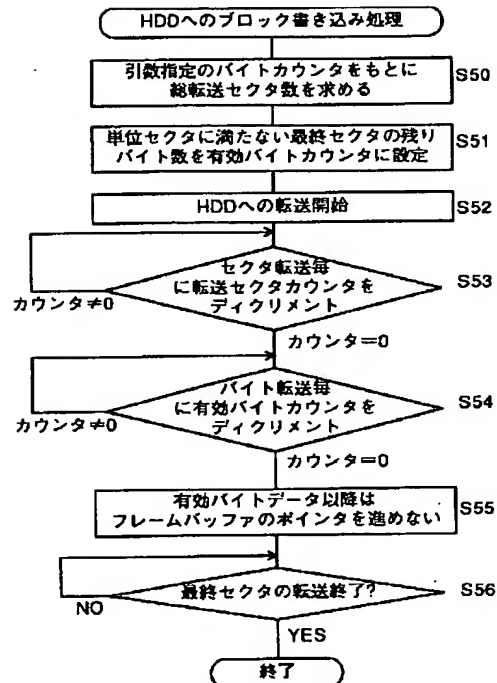 HDDへのブロック書き込み処理
引数指定のバイトカウンタをもとに
総転送セクタ数を求める
S50
単位セクタに満たない最終セクタの残り
バイト数を有効バイトカウンタに設定
S51
HDDへの転送開始
S52
セクタ転送毎
に転送セクタカウンタを
ディクリメント
S53
カウンタ≠0
カウンタ=0
バイト転送毎
に有効バイトカウンタを
ディクリメント
S54
カウンタ≠0
カウンタ=0
有効バイトデータ以降は
フレームバッファのポインタを進めない
S55
最終セクタの転送終了?
S56
NO
YES
終了